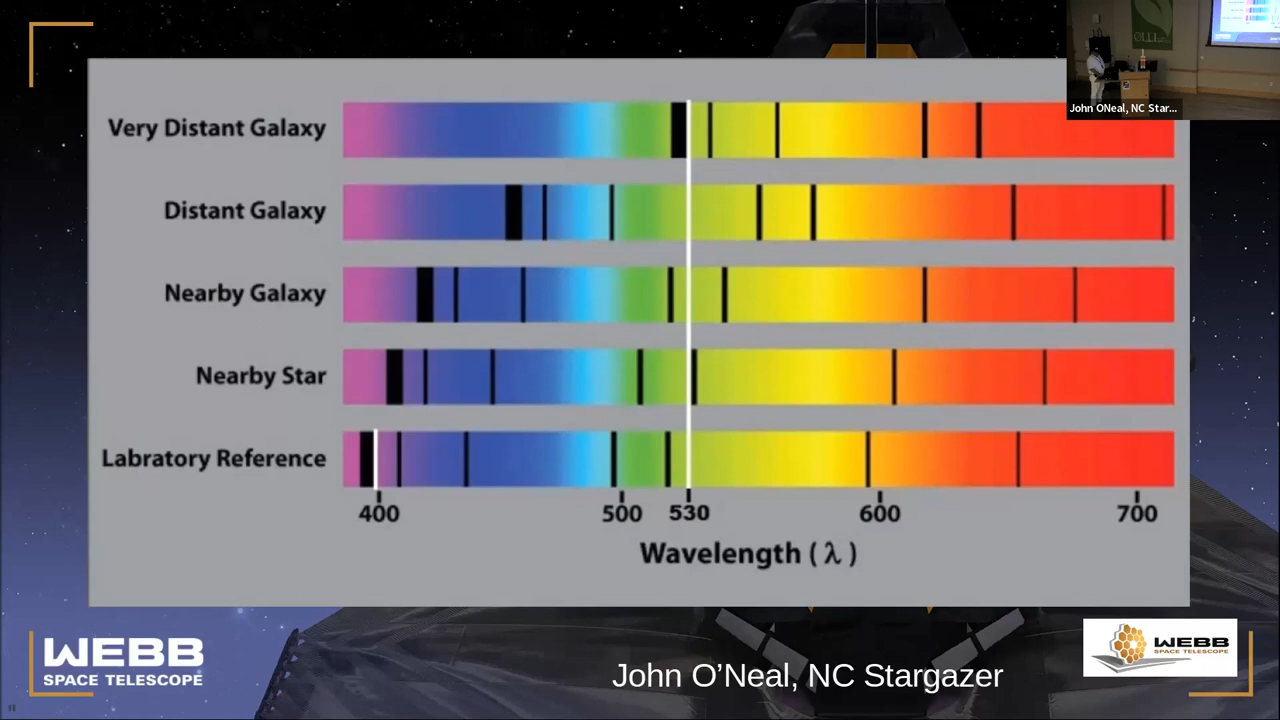 John ONeal, NC Star...
Very Distant Galaxy
Distant Galaxy
Nearby Galaxy
Nearby Star
Labratory Reference
400 500 530 600 700
Wavelength ( λ )
WEBB
SPACE TELESCOPE
John O’Neal, NC Stargazer
WEBB
SPACE TELESCOPE